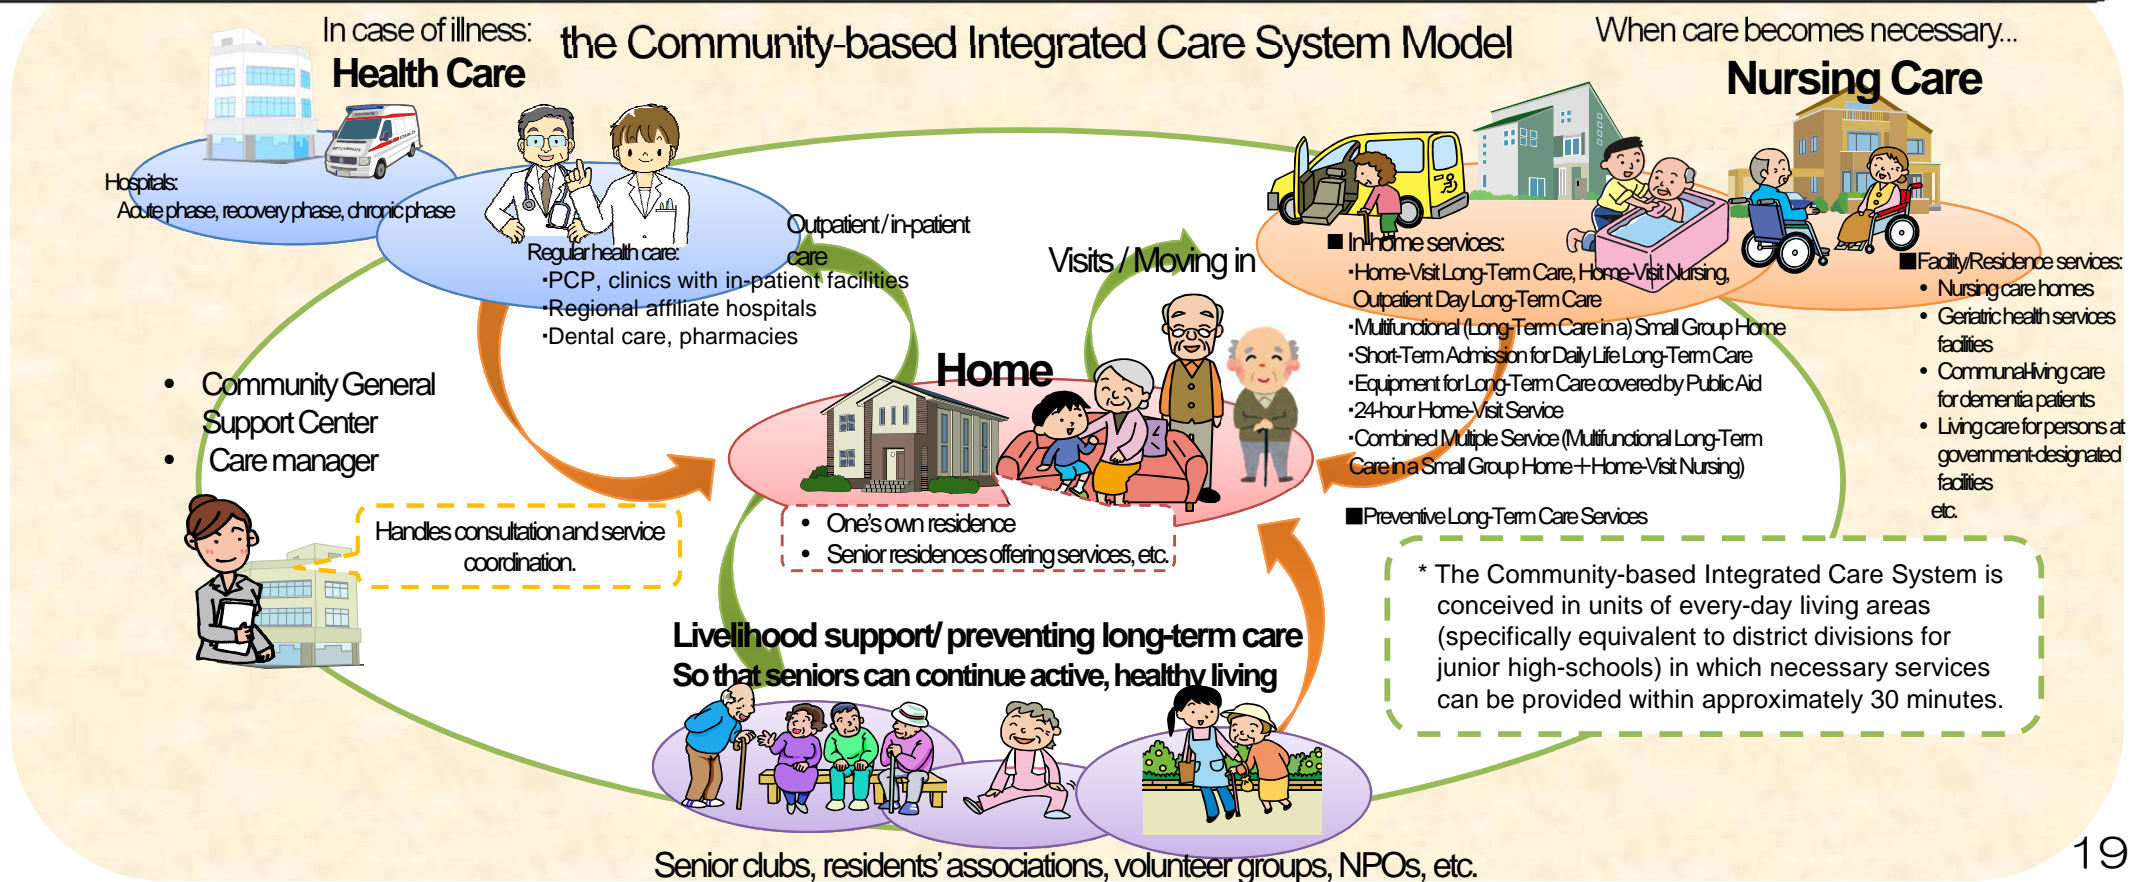 the Community-based Integrated Care System Model
In case of illness:
Health Care
When care becomes necessary...
Nursing Care
Hospitals:
Acute phase, recovery phase, chronic phase
Regular health care:
・PCP, clinics with in-patient facilities
・Regional affiliate hospitals
・Dental care, pharmacies
Outpatient / in-patient
care
Visits / Moving in
■ In-home services:
・Home-Visit Long-Term Care, Home-Visit Nursing,
Outpatient Day Long-Term Care
・Multifunctional (Long-Term Care in a) Small Group Home
・Short-Term Admission for Daily Life Long-Term Care
・Equipment for Long-Term Care covered by Public Aid
・24-hour Home-Visit Service
・Combined Multiple Service (Multifunctional Long-Term
Care in a Small Group Home＋Home-Visit Nursing)
■Preventive Long-Term Care Services
■Facility/Residence services:
• Nursing care homes
• Geriatric health services
facilities
• Communal-living care
for dementia patients
• Living care for persons at
government-designated
facilities
etc.
• Community General
Support Center
• Care manager
Handles consultation and service
coordination.
Home
• One's own residence
• Senior residences offering services, etc.
Livelihood support/ preventing long-term care
So that seniors can continue active, healthy living
Senior clubs, residents' associations, volunteer groups, NPOs, etc.
* The Community-based Integrated Care System is
conceived in units of every-day living areas
(specifically equivalent to district divisions for
junior high-schools) in which necessary services
can be provided within approximately 30 minutes.
19